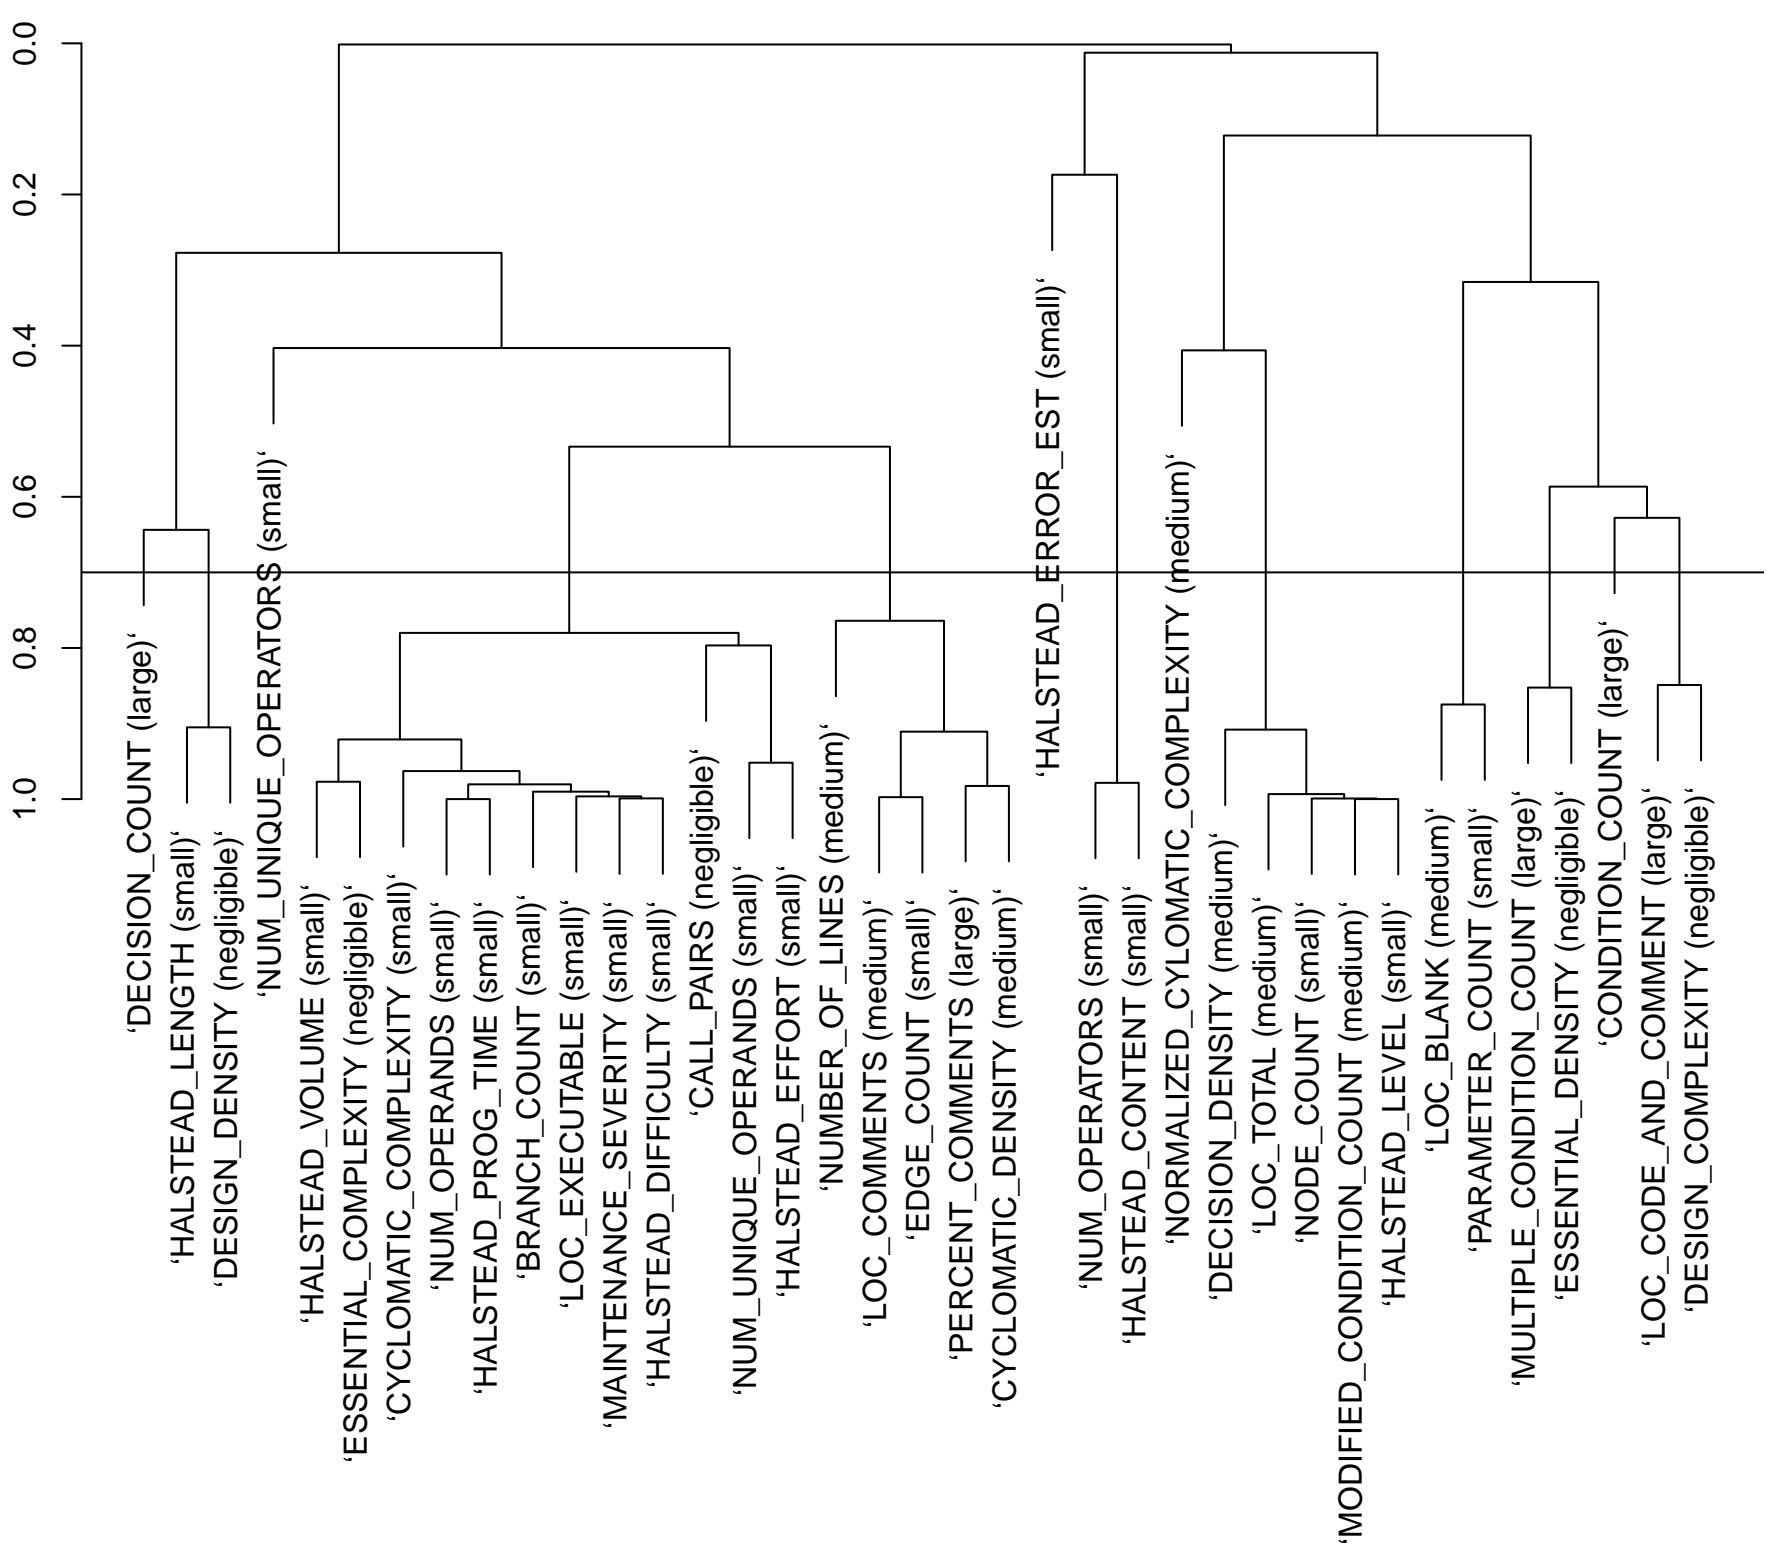 0.0
0.2
0.4
0.6
0.8
1.0
‘DECISION_COUNT (large)‘
‘HALSTEAD_LENGTH (small)‘
‘DESIGN_DENSITY (negligible)‘
‘NUM_UNIQUE_OPERATORS (small)‘
‘HALSTEAD_VOLUME (small)‘
‘ESSENTIAL_COMPLEXITY (negligible)‘
‘CYCLOMATIC_COMPLEXITY (small)‘
‘NUM_OPERANDS (small)‘
‘HALSTEAD_PROG_TIME (small)‘
‘BRANCH_COUNT (small)‘
‘LOC_EXECUTABLE (small)‘
‘MAINTENANCE_SEVERITY (small)‘
‘HALSTEAD_DIFFICULTY (small)‘
‘CALL_PAIRS (negligible)‘
‘NUM_UNIQUE_OPERANDS (small)‘
‘HALSTEAD_EFFORT (small)‘
‘NUMBER_OF_LINES (medium)‘
‘LOC_COMMENTS (medium)‘
‘EDGE_COUNT (small)‘
‘PERCENT_COMMENTS (large)‘
‘CYCLOMATIC_DENSITY (medium)‘
‘HALSTEAD_ERROR_EST (small)‘
‘NUM_OPERATORS (small)‘
‘HALSTEAD_CONTENT (small)‘
‘NORMALIZED_CYLOMATIC_COMPLEXITY (medium)‘
‘DECISION_DENSITY (medium)‘
‘LOC_TOTAL (medium)‘
‘NODE_COUNT (small)‘
‘MODIFIED_CONDITION_COUNT (medium)‘
‘HALSTEAD_LEVEL (small)‘
‘LOC_BLANK (medium)‘
‘PARAMETER_COUNT (small)‘
‘MULTIPLE_CONDITION_COUNT (large)‘
‘ESSENTIAL_DENSITY (negligible)‘
‘CONDITION_COUNT (large)‘
‘LOC_CODE_AND_COMMENT (large)‘
‘DESIGN_COMPLEXITY (negligible)‘